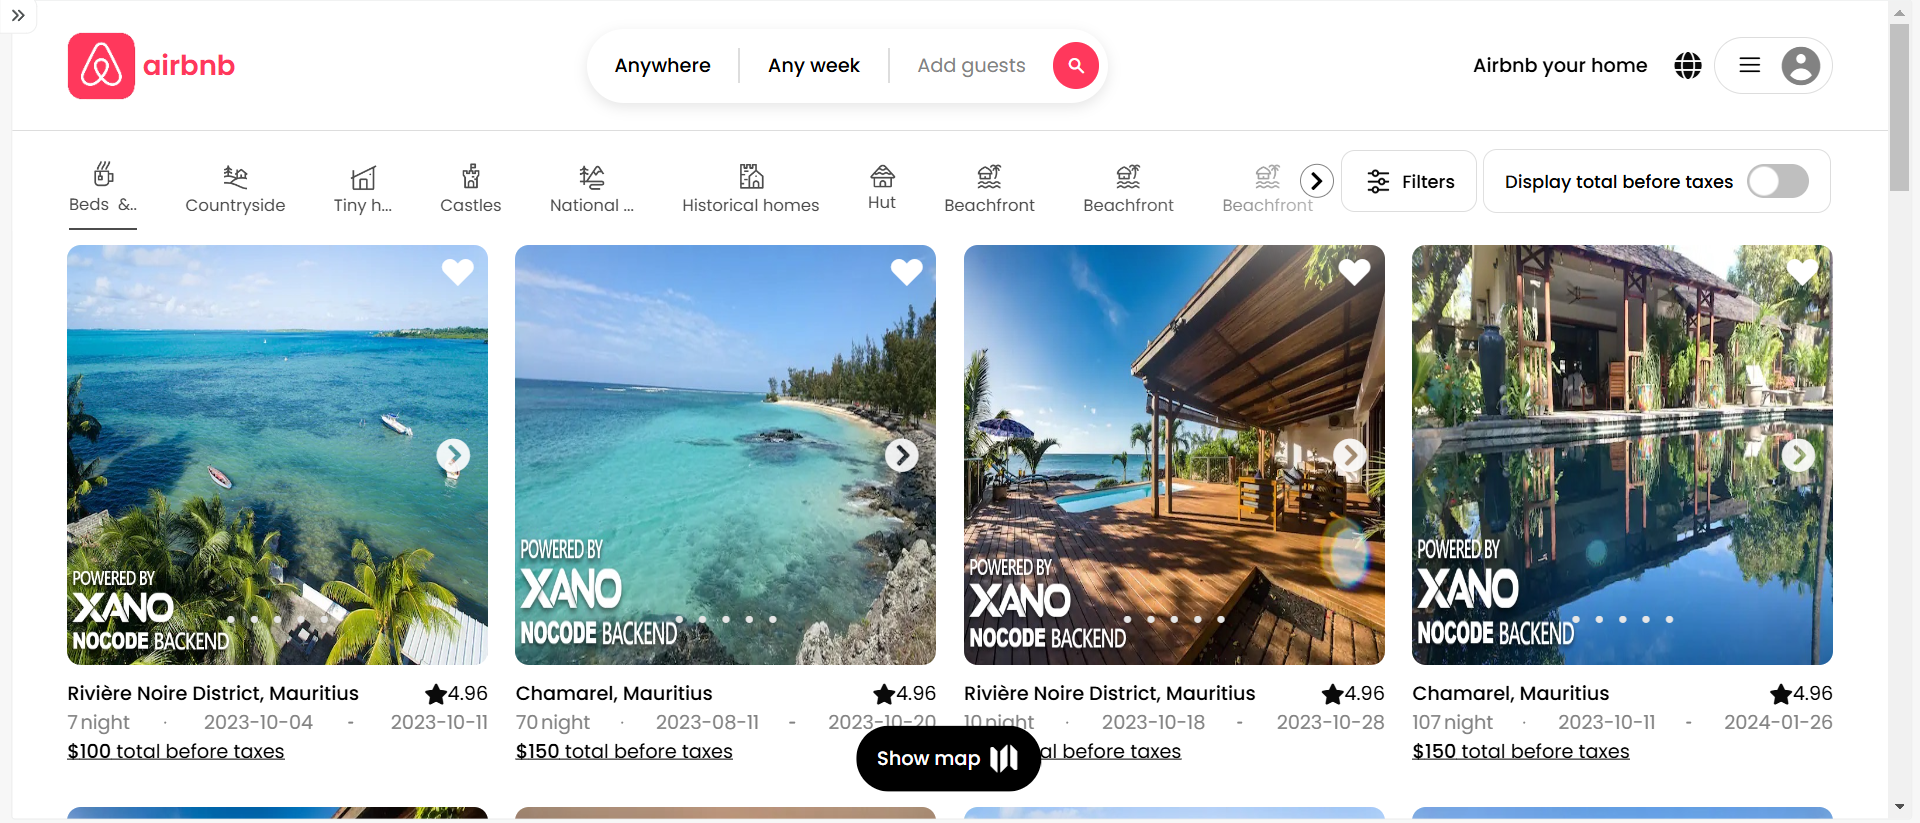 airbnb
Anywhere
Any week
Add guests
Airbnb your home
Beds &..
Countryside
Tiny h...
Castles
National ...
Historical homes
Hut
Beachfront
Beachfront
Beachfront
Filters
Display total before taxes
POWERED BY
XANO
NOCODE BACKEND
POWERED BY
XANO
NOCODE BACKEND
POWERED BY
XANO
NOCODE BACKEND
POWERED BY
XANO
NOCODE BACKEND
Rivière Noire District, Mauritius 4.96
7 night · 2023-10-04 - 2023-10-11
$100 total before taxes
Chamarel, Mauritius 4.96
70 night · 2023-08-11 - 2023-10-20
$150 total before taxes
Rivière Noire District, Mauritius 4.96
10 night · 2023-10-18 - 2023-10-28
before taxes
Chamarel, Mauritius 4.96
107 night · 2023-10-11 - 2024-01-26
$150 total before taxes
Show map